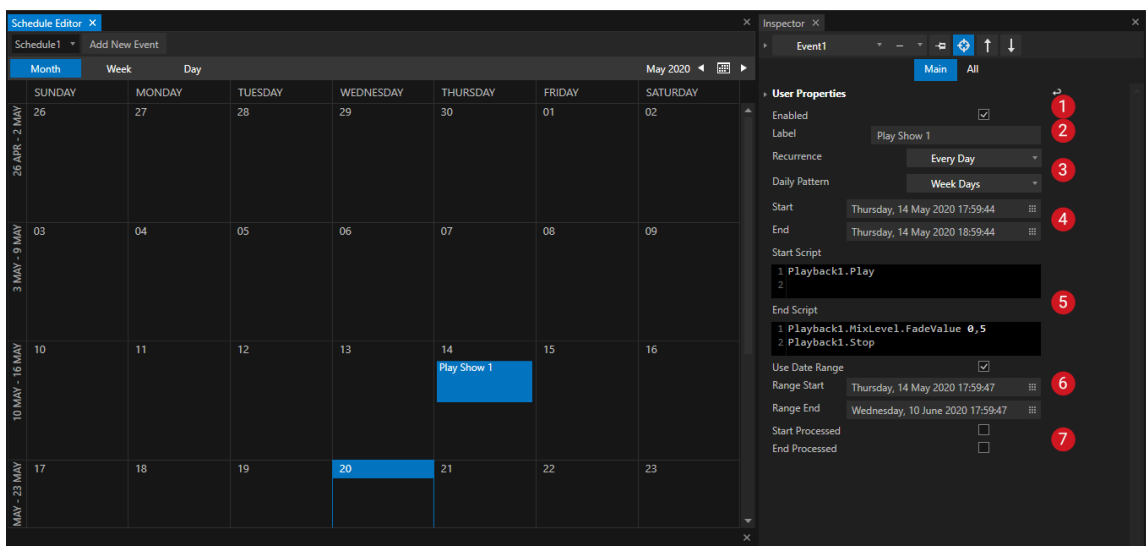 Schedule Editor ×
Schedule1 Add New Event
Month Week Day May 2020
SUNDAY MONDAY TUESDAY WEDNESDAY THURSDAY FRIDAY SATURDAY
26 APR - 2 MAY
26 27 28 29 30 01 02
3 MAY - 9 MAY
03 04 05 06 07 08 09
10 MAY - 16 MAY
10 11 12 13 14 15 16
Play Show 1
MAY - 23 MAY
17 18 19 20 21 22 23
Inspector ×
Event1 –
Main All
User Properties
Enabled 1
Label Play Show 1 2
Recurrence Every Day
3
Daily Pattern Week Days
Start Thursday, 14 May 2020 17:59:44
4
End Thursday, 14 May 2020 18:59:44
Start Script
1 Playback1.Play
2
5
End Script
1 Playback1.MixLevel.FadeValue 0,5
2 Playback1.Stop
Use Date Range
6
Range Start Thursday, 14 May 2020 17:59:47
Range End Wednesday, 10 June 2020 17:59:47
Start Processed
7
End Processed